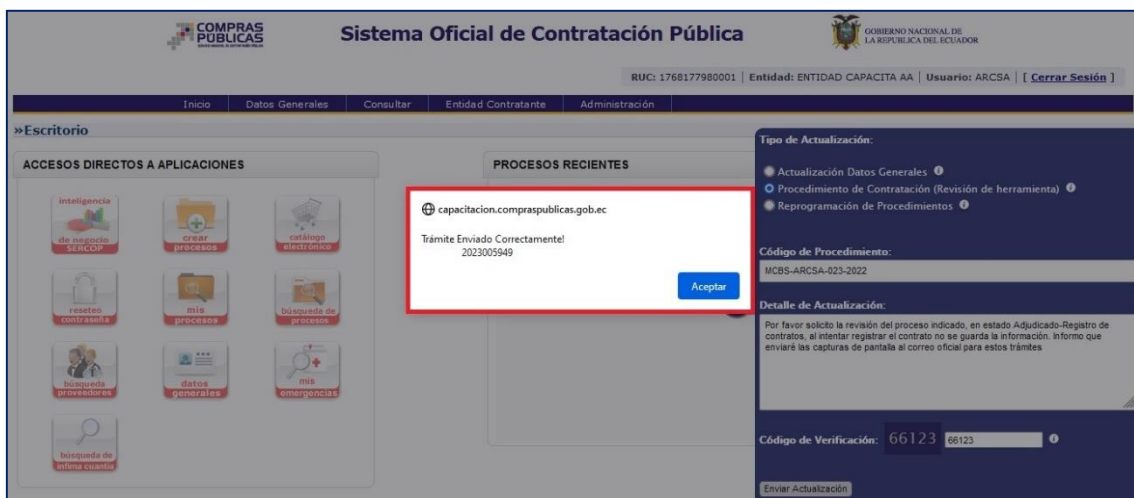 COMPRAS
PÚBLICAS
Sistema Oficial de Contratación Pública
GOBIERNO NACIONAL DE
LA REPUBLICA DEL ECUADOR
RUC: 1768177980001 | Entidad: ENTIDAD CAPACITA AA | Usuario: ARCSA | [ Cerrar Sesión ]
Inicio Datos Generales Consultar Entidad Contratante Administración
»Escritorio
ACCESOS DIRECTOS A APLICACIONES
inteligencia
de negocio
SERCOP
crear
procesos
catálogo
electrónico
reseteo
contraseña
mis
procesos
búsqueda de
procesos
búsqueda
proveedores
datos
generales
mis
emergencias
búsqueda de
ínfima cuantía
PROCESOS RECIENTES
capacitacion.compraspublicas.gob.ec
Trámite Enviado Correctamente!
2023005949
Aceptar
Tipo de Actualización:
Actualización Datos Generales
Procedimiento de Contratación (Revisión de herramienta)
Reprogramación de Procedimientos
Código de Procedimiento:
MCBS-ARCSA-023-2022
Detalle de Actualización:
Por favor solicito la revisión del proceso indicado, en estado Adjudicado-Registro de
contratos, al intentar registrar el contrato no se guarda la información. Informo que
enviaré las capturas de pantalla al correo oficial para estos trámites
Código de Verificación: 66123 66123
Enviar Actualización